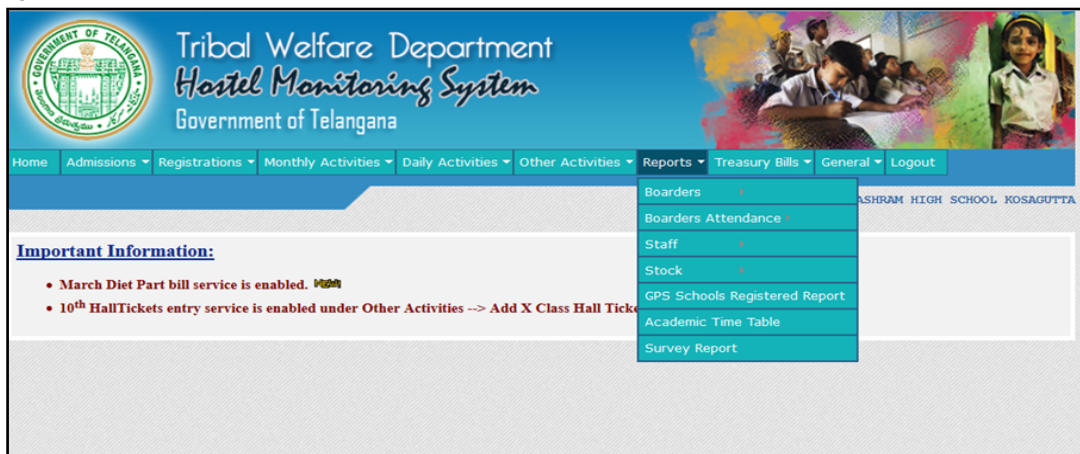 GOVERNMENT OF TELANGANA
Tribal Welfare Department
Hostel Monitoring System
Government of Telangana
Home Admissions Registrations Monthly Activities Daily Activities Other Activities Reports Treasury Bills General Logout
Boarders
ASHRAM HIGH SCHOOL KOSAGUTTA
Boarders Attendance
Staff
Stock
GPS Schools Registered Report
Academic Time Table
Survey Report
Important Information:
March Diet Part bill service is enabled.
10th HallTickets entry service is enabled under Other Activities --> Add X Class Hall Ticke